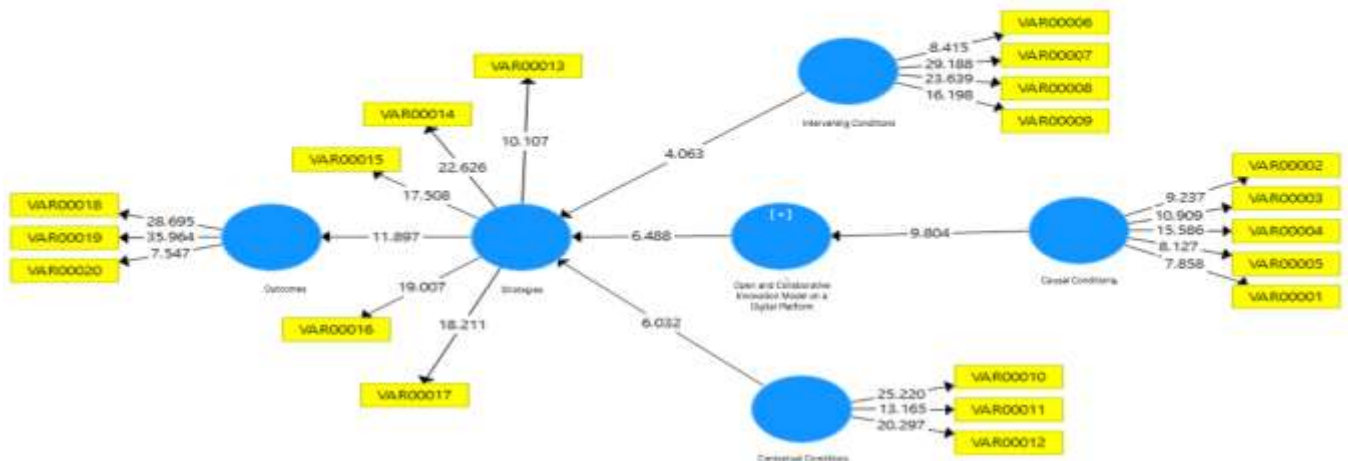 VAR00006
8.415
VAR00007
29.188
VAR00008
23.639
VAR00009
16.198
Intervening Conditions
VAR00013
10.107
VAR00014
22.626
VAR00015
17.508
4.063
VAR00018
28.695
VAR00019
35.964
VAR00020
7.547
Outcomes
11.897
Strategies
6.488
[+]
Open and Collaborative
Innovation Model on a
Digital Platform
9.804
Causal Conditions
VAR00002
9.237
VAR00003
10.909
VAR00004
15.586
VAR00005
8.127
VAR00001
7.858
19.007
VAR00016
18.211
VAR00017
6.032
Contextual Conditions
VAR00010
25.220
VAR00011
13.165
VAR00012
20.297